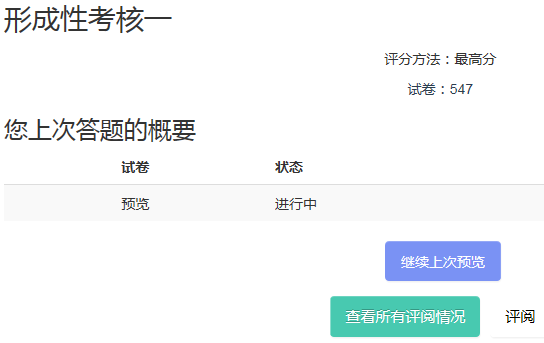 形成性考核一
评分方法：最高分
试卷：547
您上次答题的概要
试卷 状态
预览 进行中
继续上次预览
查看所有评阅情况 评阅